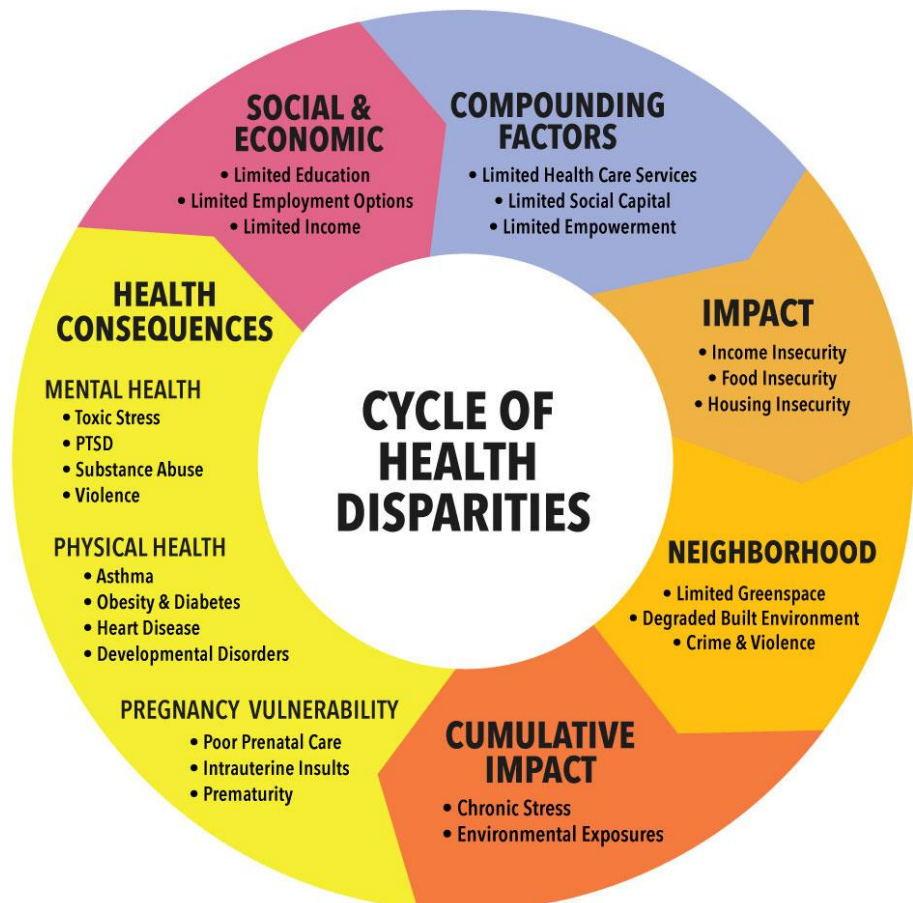 CYCLE OF
HEALTH
DISPARITIES
SOCIAL &
ECONOMIC
• Limited Education
• Limited Employment Options
• Limited Income
COMPOUNDING
FACTORS
• Limited Health Care Services
• Limited Social Capital
• Limited Empowerment
IMPACT
• Income Insecurity
• Food Insecurity
• Housing Insecurity
NEIGHBORHOOD
• Limited Greenspace
• Degraded Built Environment
• Crime & Violence
CUMULATIVE
IMPACT
• Chronic Stress
• Environmental Exposures
HEALTH
CONSEQUENCES
MENTAL HEALTH
• Toxic Stress
• PTSD
• Substance Abuse
• Violence
PHYSICAL HEALTH
• Asthma
• Obesity & Diabetes
• Heart Disease
• Developmental Disorders
PREGNANCY VULNERABILITY
• Poor Prenatal Care
• Intrauterine Insults
• Prematurity